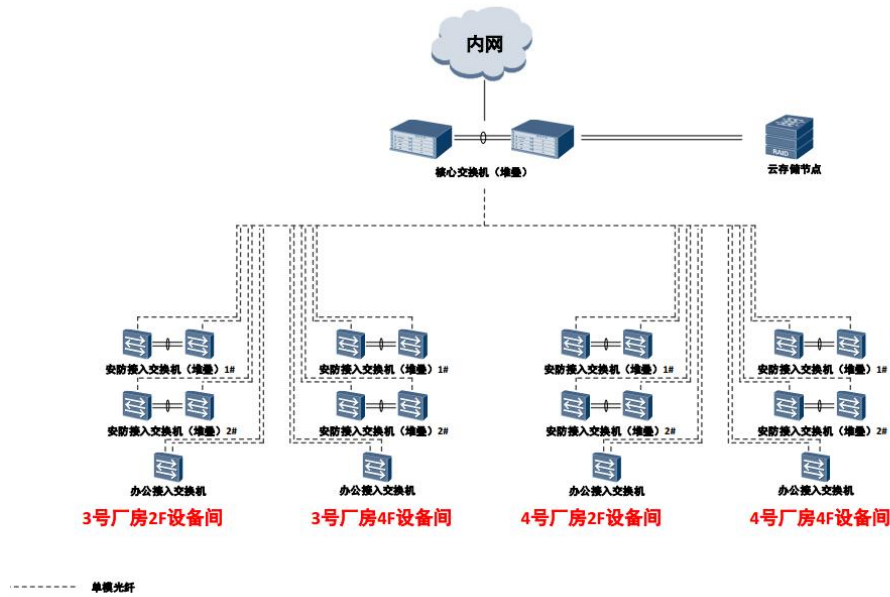 内网
核心交换机（堆叠）
RAID
云存储节点
安防接入交换机（堆叠）1#
安防接入交换机（堆叠）1#
安防接入交换机（堆叠）1#
安防接入交换机（堆叠）1#
安防接入交换机（堆叠）2#
安防接入交换机（堆叠）2#
安防接入交换机（堆叠）2#
安防接入交换机（堆叠）2#
办公接入交换机
办公接入交换机
办公接入交换机
办公接入交换机
3号厂房2F设备间
3号厂房4F设备间
4号厂房2F设备间
4号厂房4F设备间
单模光纤